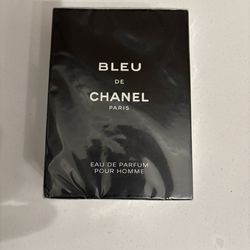 BLEU
DE
CHANEL
PARIS
EAU DE PARFUM
POUR HOMME